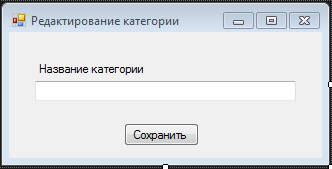 Редактирование категории
Название категории
Сохранить